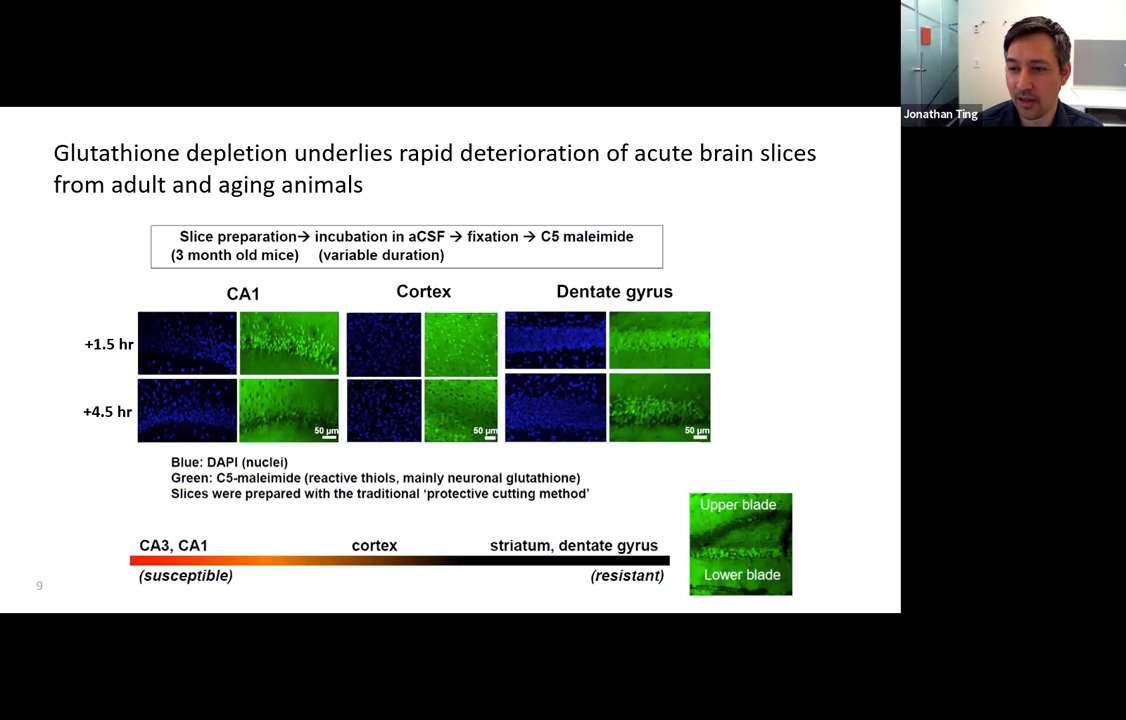 Jonathan Ting
Glutathione depletion underlies rapid deterioration of acute brain slices
from adult and aging animals
Slice preparation→ incubation in aCSF → fixation → C5 maleimide
(3 month old mice) (variable duration)
CA1
Cortex
Dentate gyrus
+1.5 hr
+4.5 hr
50 µm
50 µm
50 µm
Blue: DAPI (nuclei)
Green: C5-maleimide (reactive thiols, mainly neuronal glutathione)
Slices were prepared with the traditional ‘protective cutting method’
Upper blade
Lower blade
CA3, CA1
cortex
striatum, dentate gyrus
(susceptible)
(resistant)
9